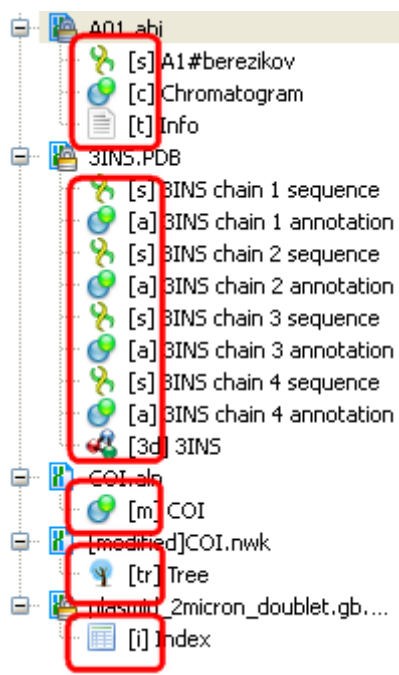 A01.abi
[s] A1#berezikov
[c] Chromatogram
[t] Info
3INS.PDB
[s] 3INS chain 1 sequence
[a] 3INS chain 1 annotation
[s] 3INS chain 2 sequence
[a] 3INS chain 2 annotation
[s] 3INS chain 3 sequence
[a] 3INS chain 3 annotation
[s] 3INS chain 4 sequence
[a] 3INS chain 4 annotation
[3d] 3INS
COI.aln
[m] COI
[modified]COI.nwk
[tr] Tree
plasmid_2micron_doublet.gb....
[i] Index